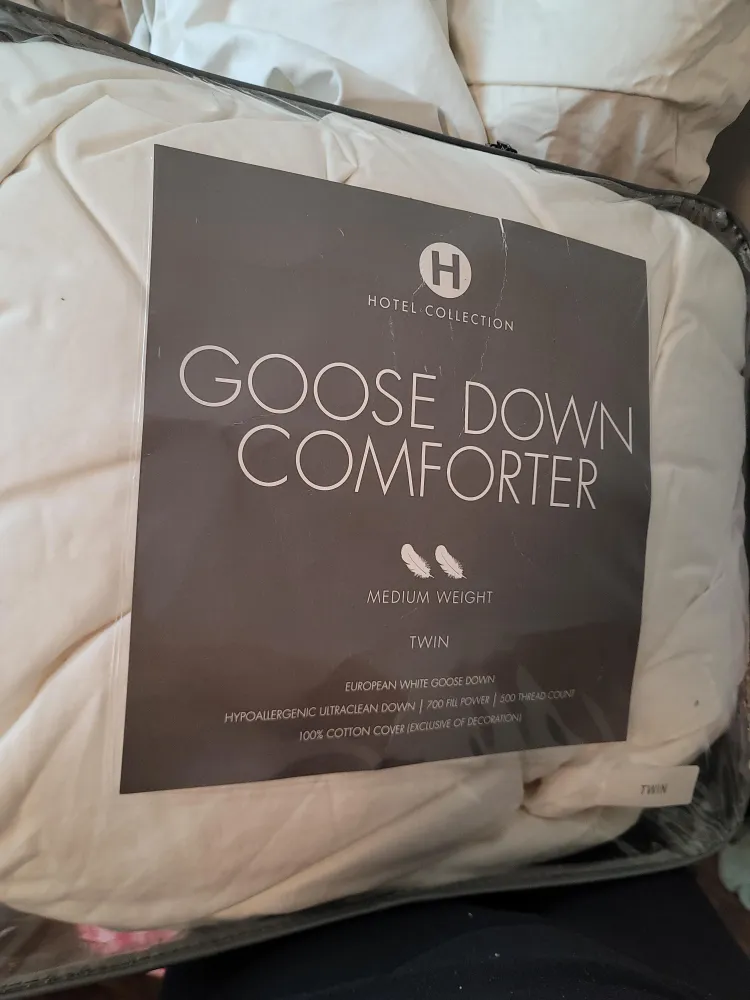 H
HOTEL COLLECTION
GOOSE DOWN
COMFORTER
MEDIUM WEIGHT
TWIN
EUROPEAN WHITE GOOSE DOWN
HYPOALLERGENIC ULTRACLEAN DOWN | 700 FILL POWER | 500 THREAD COUNT
100% COTTON COVER (EXCLUSIVE OF DECORATION)
TWIN